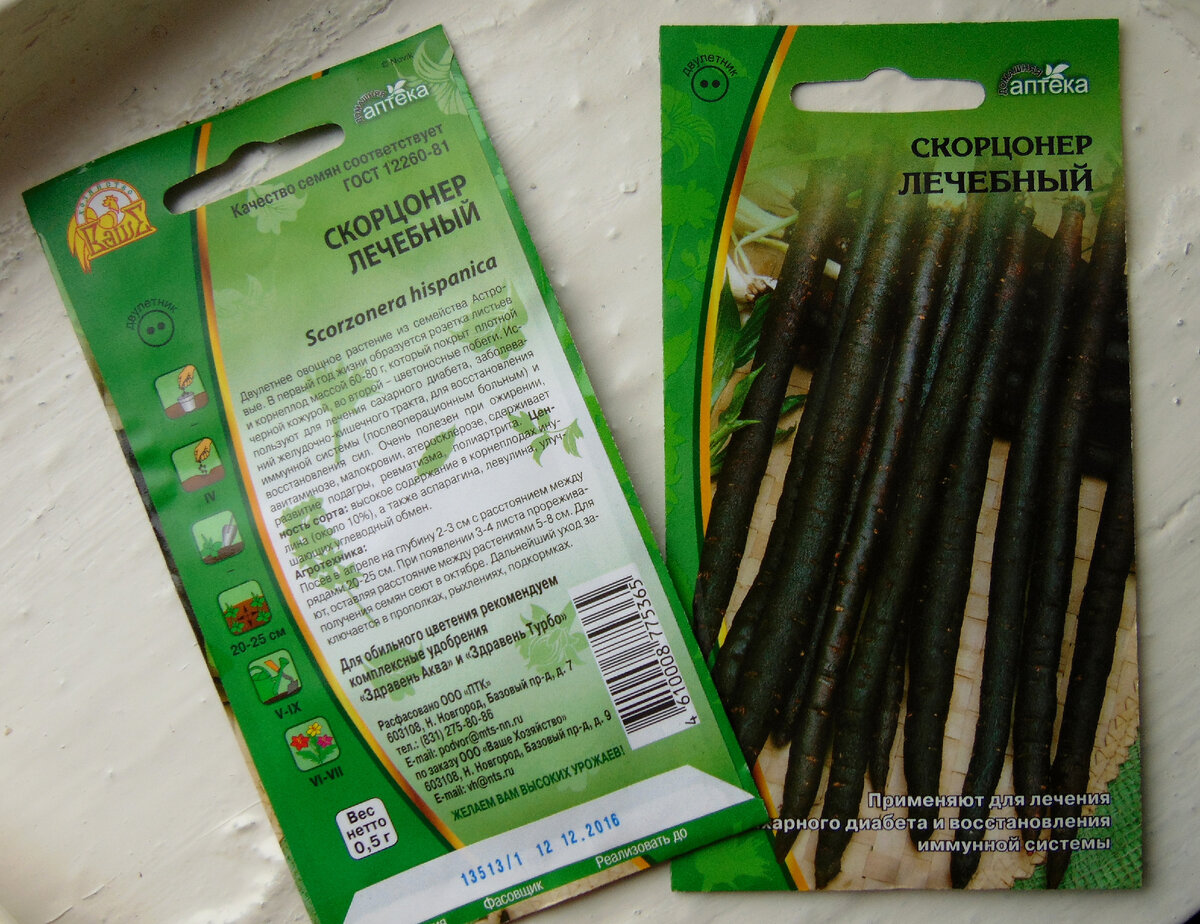 © Novik
ДОМАШНЯЯ
аптека
Качество семян соответствует
ГОСТ 12260-81
Ваше
СКОРЦОНЕР
ЛЕЧЕБНЫЙ
Scorzonera hispanica
двулетник
Двулетнее овощное растение из семейства Астро-
вые. В первый год жизни образуется розетка листьев
и корнеплод массой 60-80 г, который покрыт плотной
черной кожурой, во второй - цветоносные побеги. Ис-
пользуют для лечения сахарного диабета, заболева-
ний желудочно-кишечного тракта, для восстановления
иммунной системы (послеоперационным больным) и
восстановления сил. Очень полезен при ожирении,
авитаминозе, малокровии, атеросклерозе, сдерживает
развитие подагры, ревматизма, полиартрита. Цен-
ность сорта: высокое содержание в корнеплодах ину-
лина (около 10%), а также аспарагина, левулина, улуч-
шающих углеводный обмен.
Агротехника:
Посев в апреле на глубину 2-3 см с расстоянием между
рядами 20-25 см. При появлении 3-4 листа прорежива-
ют, оставляя расстояние между растениями 5-8 см. Для
получения семян сеют в октябре. Дальнейший уход за-
ключается в прополках, рыхлениях, подкормках.
–
IV
–
20-25 см
V-IX
VI-VII
Для обильного цветения рекомендуем
комплексные удобрения
«Здравень Аква» и «Здравень Турбо»
Расфасовано ООО «ПТК»
603108, Н. Новгород, Базовый пр-д, д. 7
тел.: (831) 275-80-86
E-mail: podvor@mts-nn.ru
по заказу ООО «Ваше Хозяйство»
603108, Н. Новгород, Базовый пр-д, д. 9
E-mail: vh@nts.ru
ЖЕЛАЕМ ВАМ ВЫСОКИХ УРОЖАЕВ!
4610008775365
Вес
нетто
0,5 г
13513/1 12 12.2016
Фасовщик
Реализовать до
двулетник
ДОМАШНЯЯ
аптека
СКОРЦОНЕР
ЛЕЧЕБНЫЙ
Применяют для лечения
харного диабета и восстановления
иммунной системы